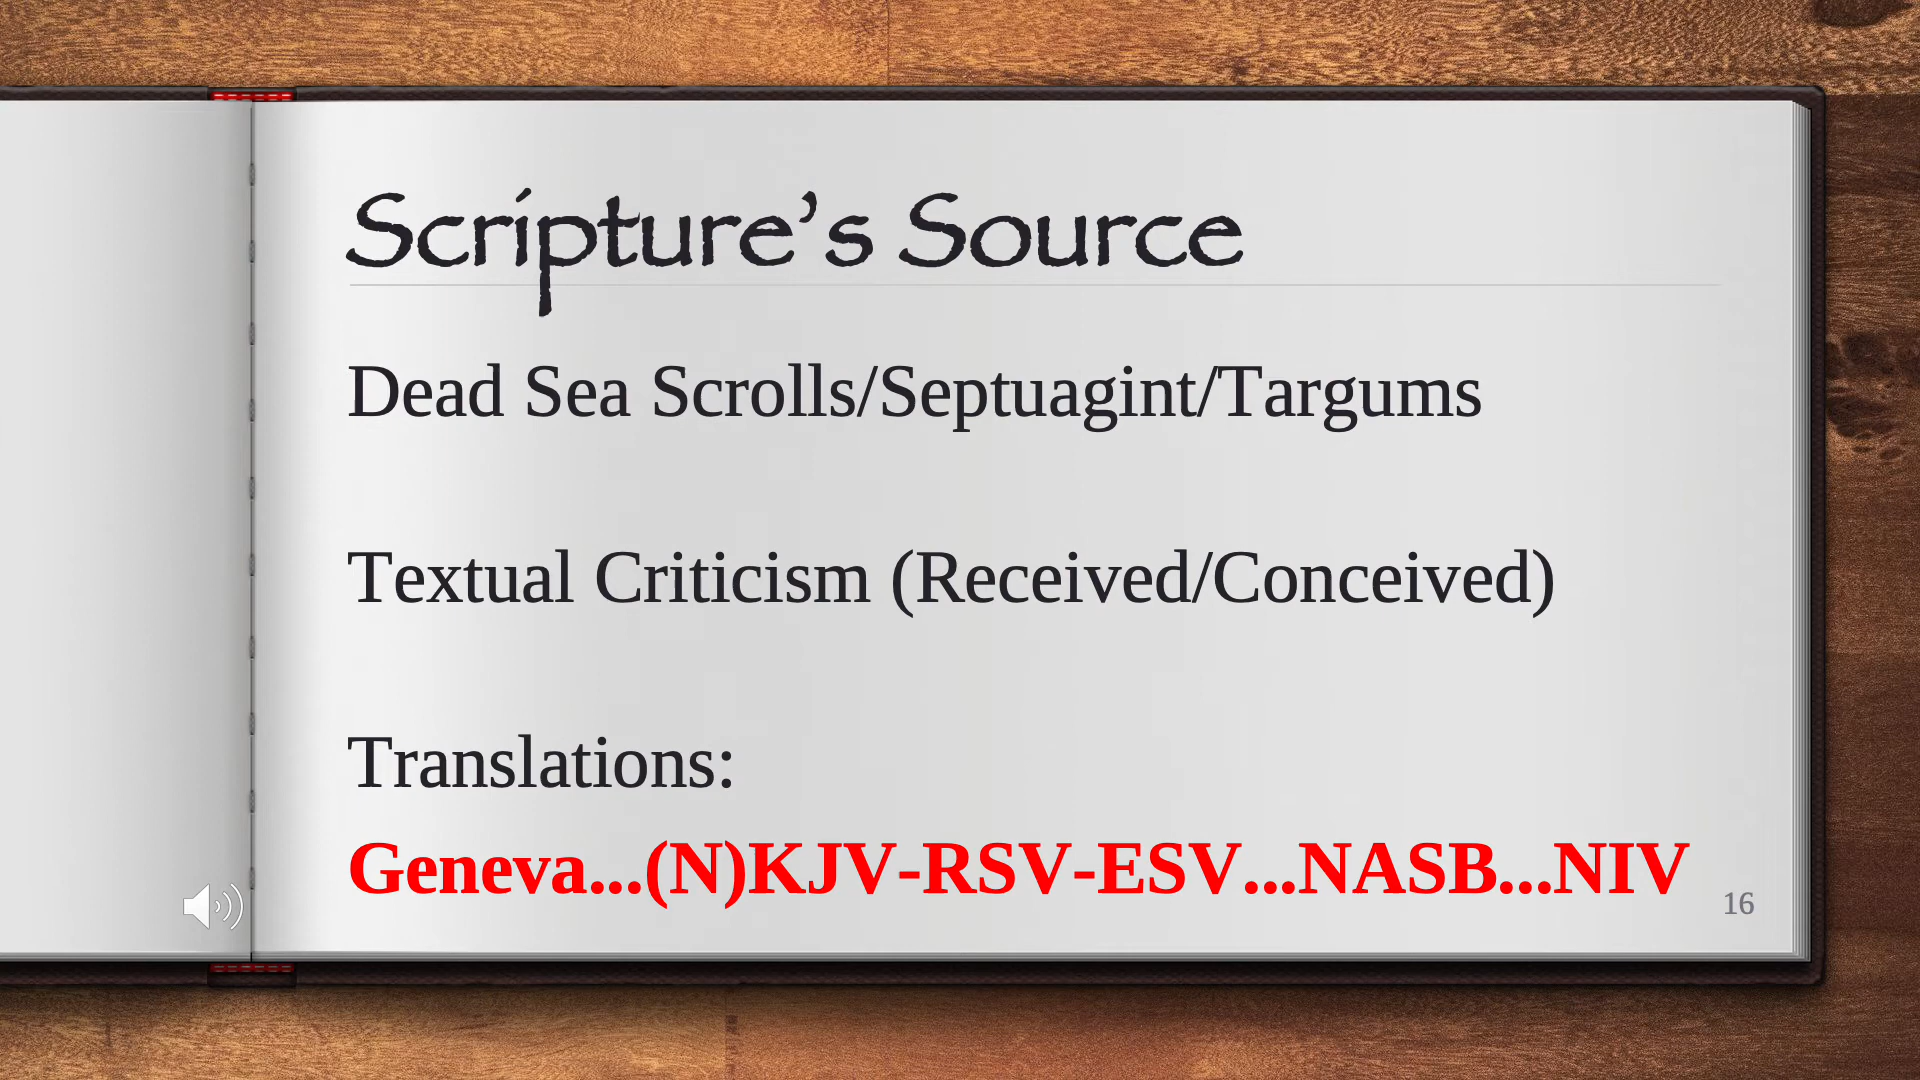 Scripture’s Source
Dead Sea Scrolls/Septuagint/Targums
Textual Criticism (Received/Conceived)
Translations:
Geneva...(N)KJV-RSV-ESV...NASB...NIV
16